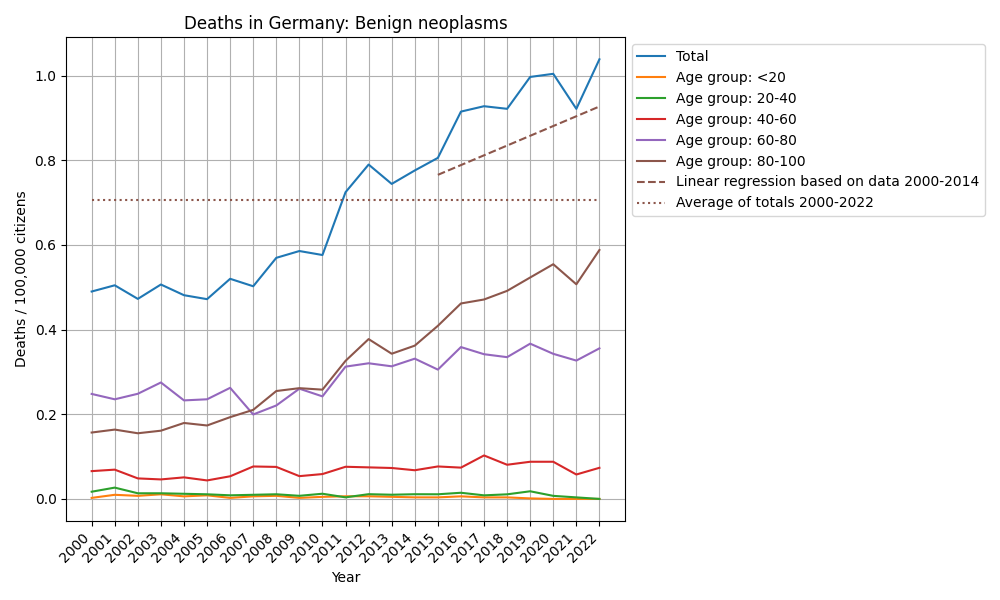 Deaths in Germany: Benign neoplasms
Total
Age group: <20
Age group: 20-40
Age group: 40-60
Age group: 60-80
Age group: 80-100
Linear regression based on data 2000-2014
Average of totals 2000-2022
Deaths / 100,000 citizens
1.0
0.8
0.6
0.4
0.2
0.0
2000
2001
2002
2003
2004
2005
2006
2007
2008
2009
2010
2011
2012
2013
2014
2015
2016
2017
2018
2019
2020
2021
2022
Year